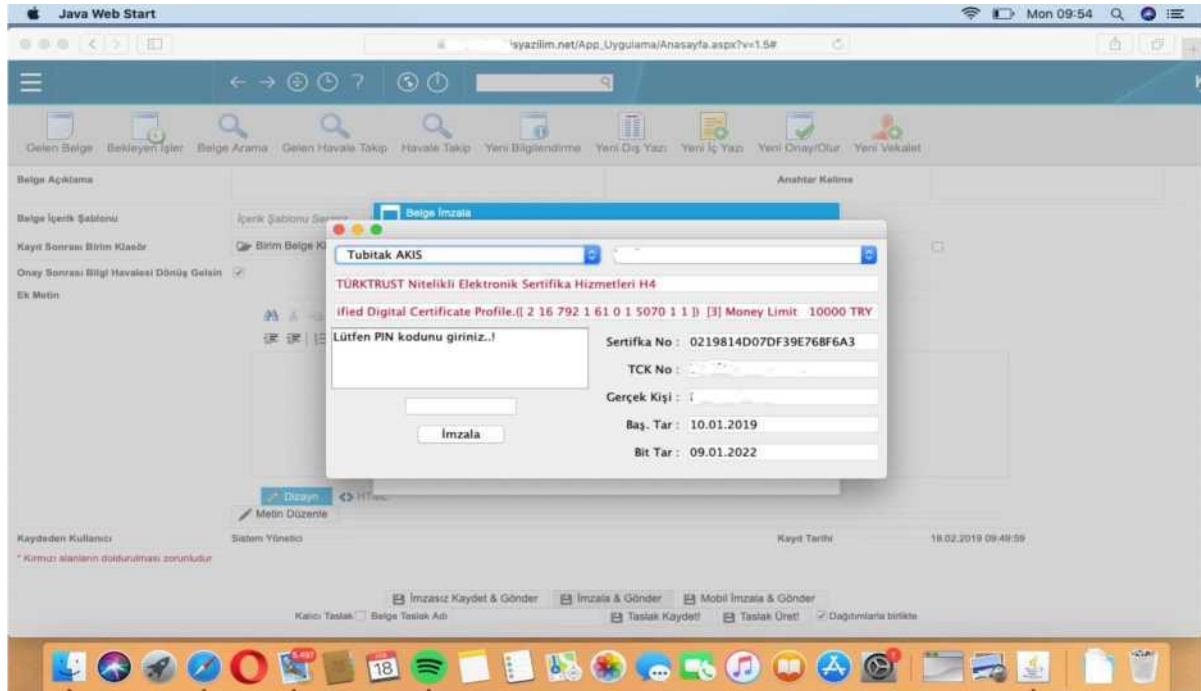 Java Web Start
Mon 09:54
isyazilim.net/App_Uygulama/Anasayfa.aspx?v=1.5#
Gelen Belge
Bekleyen İşler
Belge Arama
Gelen Havale Takip
Havale Takip
Yeni Bilgilendirme
Yeni Dış Yazı
Yeni İç Yazı
Yeni Onay/Olur
Yeni Vekalet
Belge Açıklama
Anahtar Kelime
Belge İçerik Şablonu
İçerik Şablonu
Belge İmzala
Kayıt Sonrası Birim Klasör
Birim Belge
Onay Sonrası Bilgi Havalesi Dönüş Gelsin
Ek Metin
Tubitak AKIS
TÜRKTRUST Nitelikli Elektronik Sertifika Hizmetleri H4
ified Digital Certificate Profile.([ 2 16 792 1 61 0 1 5070 1 1 ]) [3] Money Limit 10000 TRY
Lütfen PIN kodunu giriniz..!
Sertifka No : 0219814D07DF39E76BF6A3
TCK No :
Gerçek Kişi :
İmzala
Baş. Tar : 10.01.2019
Bit Tar : 09.01.2022
Dizayn
Metin Düzenle
Kaydeden Kullanıcı
Sistem Yönetici
Kayıt Tarihi
18.02.2019 09:49:59
* Kırmızı alanların doldurulması zorunludur
İmzasız Kaydet & Gönder
İmzala & Gönder
Mobil İmzala & Gönder
Kalıcı Taslak
Belge Taslak Adı
Taslak Kaydet!
Taslak Üret!
Dağıtımlarla birlikte
5.497
18
1